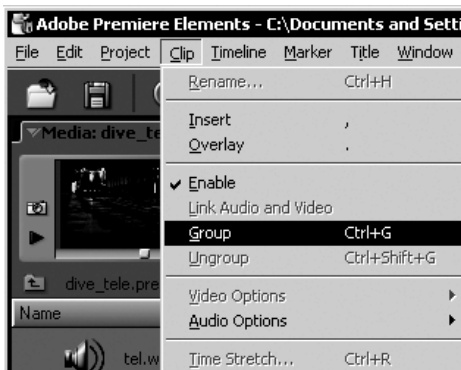 Adobe Premiere Elements - C:\Documents and Setti
File Edit Project Clip Timeline Marker Title Window
Rename... Ctrl+H
Media: dive_te
Insert ,
Overlay .
Enable
Link Audio and Video
Group Ctrl+G
Ungroup Ctrl+Shift+G
dive_tele.pre
Video Options
Name
Audio Options
tel.w
Time Stretch... Ctrl+R